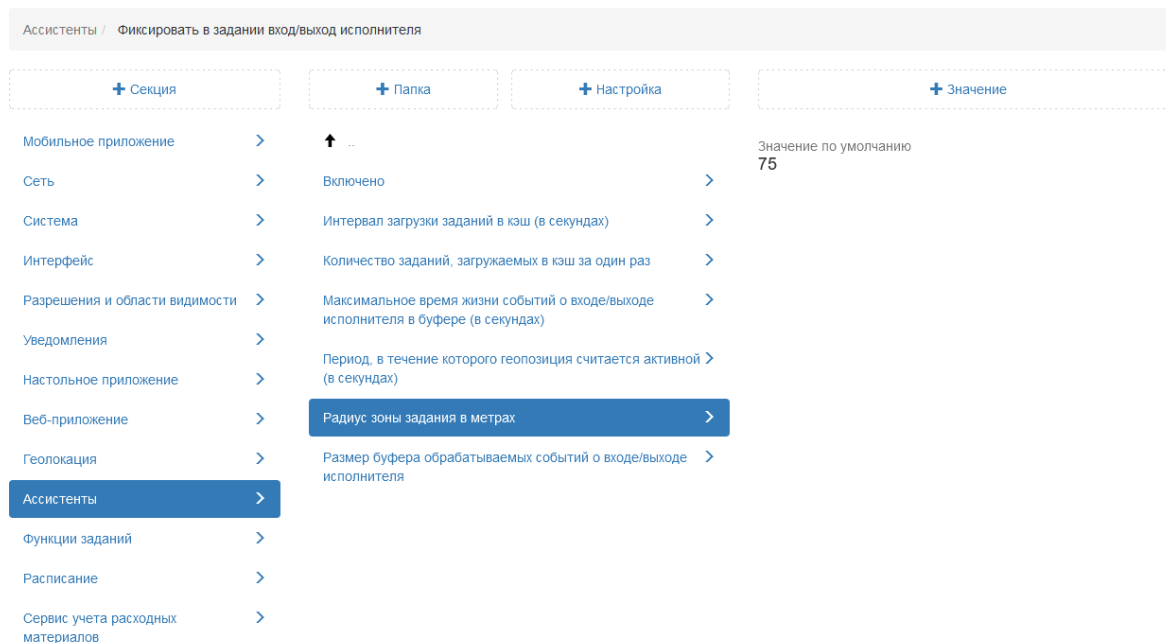 Ассистенты / Фиксировать в задании вход/выход исполнителя
Секция
Папка
Настройка
Значение
Мобильное приложение
Сеть
Система
Интерфейс
Разрешения и области видимости
Уведомления
Настольное приложение
Веб-приложение
Геолокация
Ассистенты
Функции заданий
Расписание
Сервис учета расходных
материалов
..
Включено
Интервал загрузки заданий в кэш (в секундах)
Количество заданий, загружаемых в кэш за один раз
Максимальное время жизни событий о входе/выходе
исполнителя в буфере (в секундах)
Период, в течение которого геопозиция считается активной
(в секундах)
Радиус зоны задания в метрах
Размер буфера обрабатываемых событий о входе/выходе
исполнителя
Значение по умолчанию
75